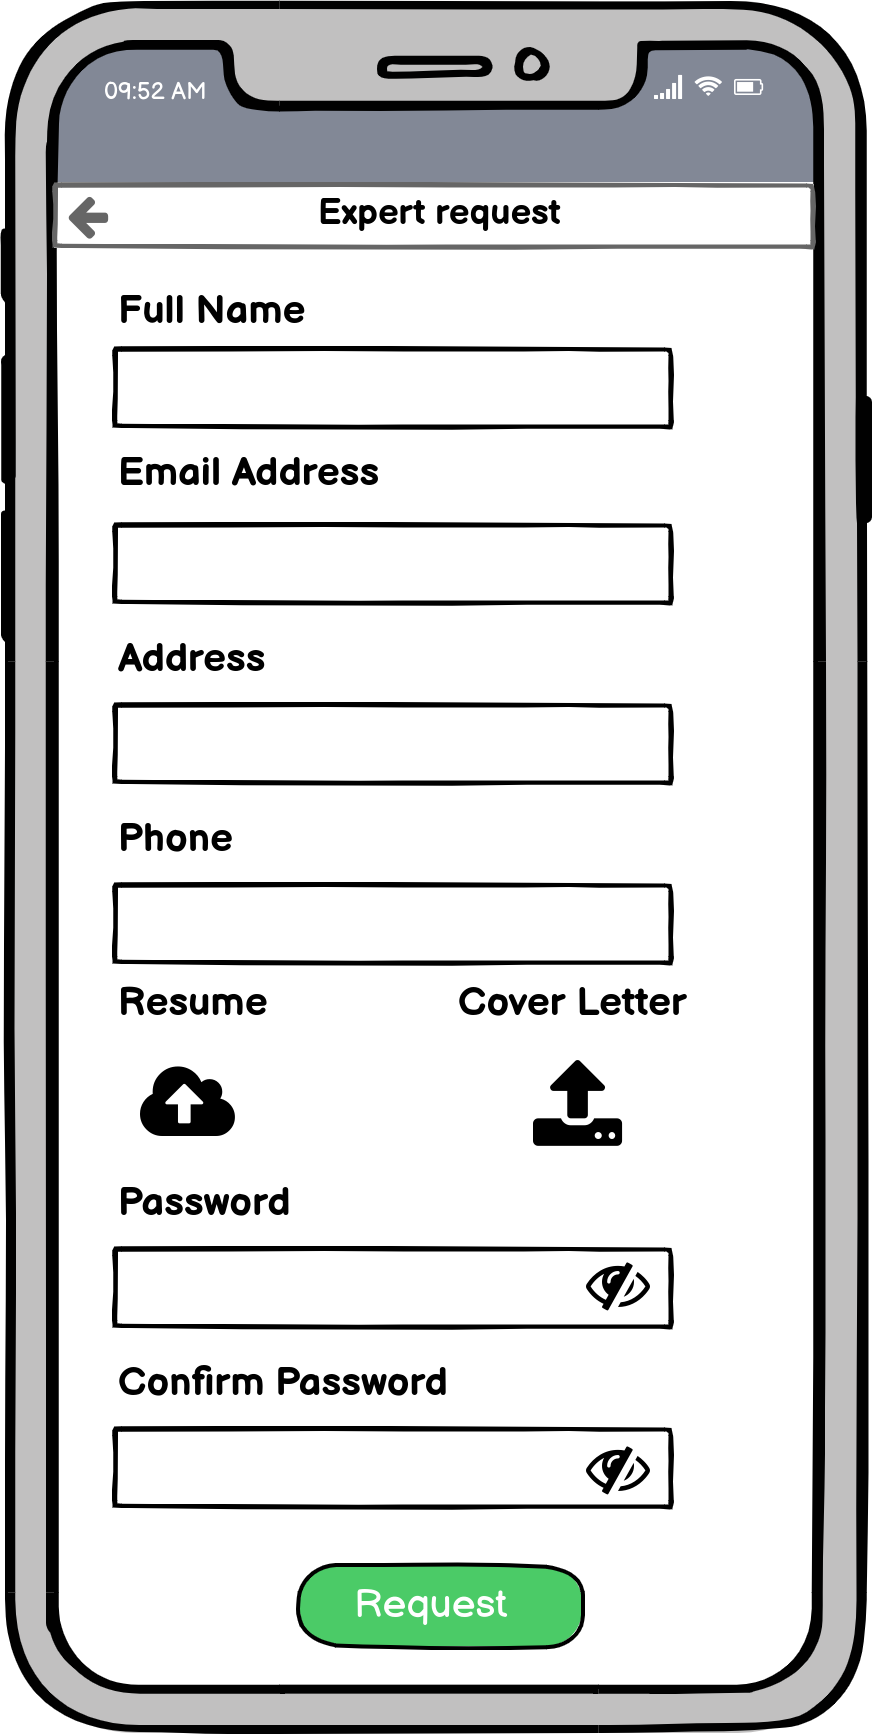 09:52 AM
Expert request
Full Name
Email Address
Address
Phone
Resume Cover Letter
Password
Confirm Password
Request